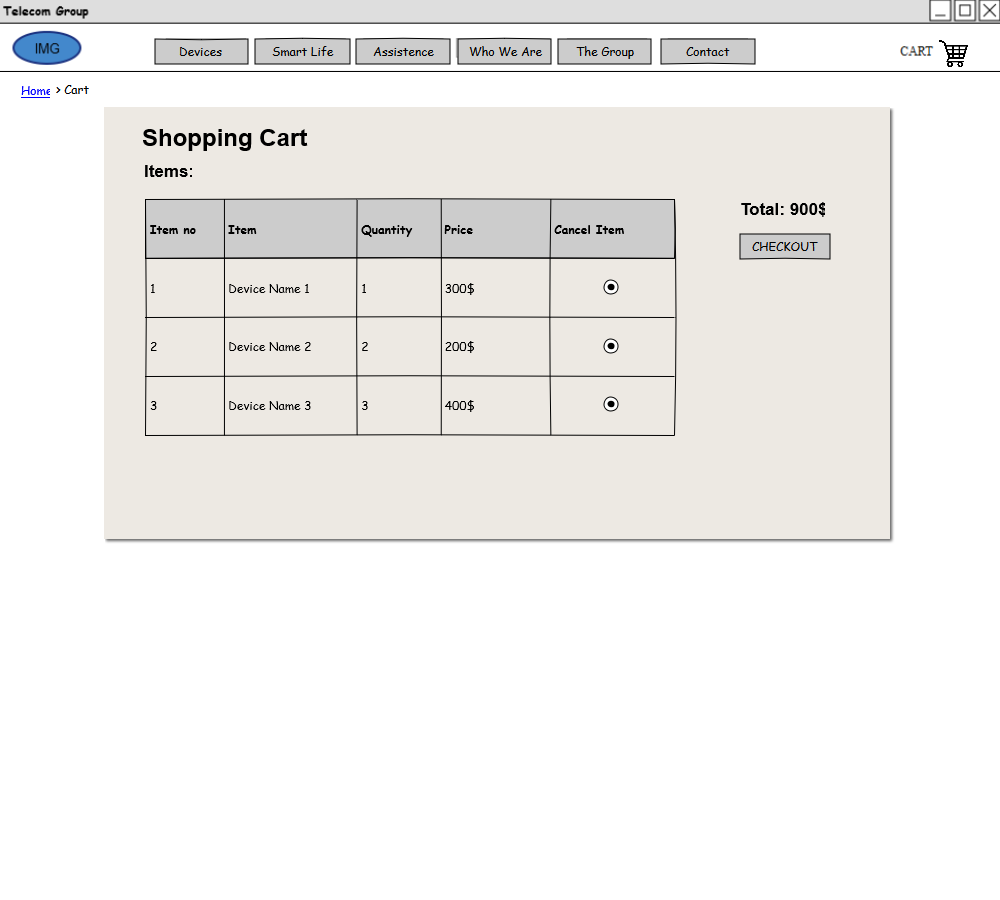 Telecom Group
IMG
Devices Smart Life Assistence Who We Are The Group Contact CART
Home > Cart
Shopping Cart
Items:
Total: 900$
CHECKOUT
Item no Item Quantity Price Cancel Item
1 Device Name 1 1 300$
2 Device Name 2 2 200$
3 Device Name 3 3 400$